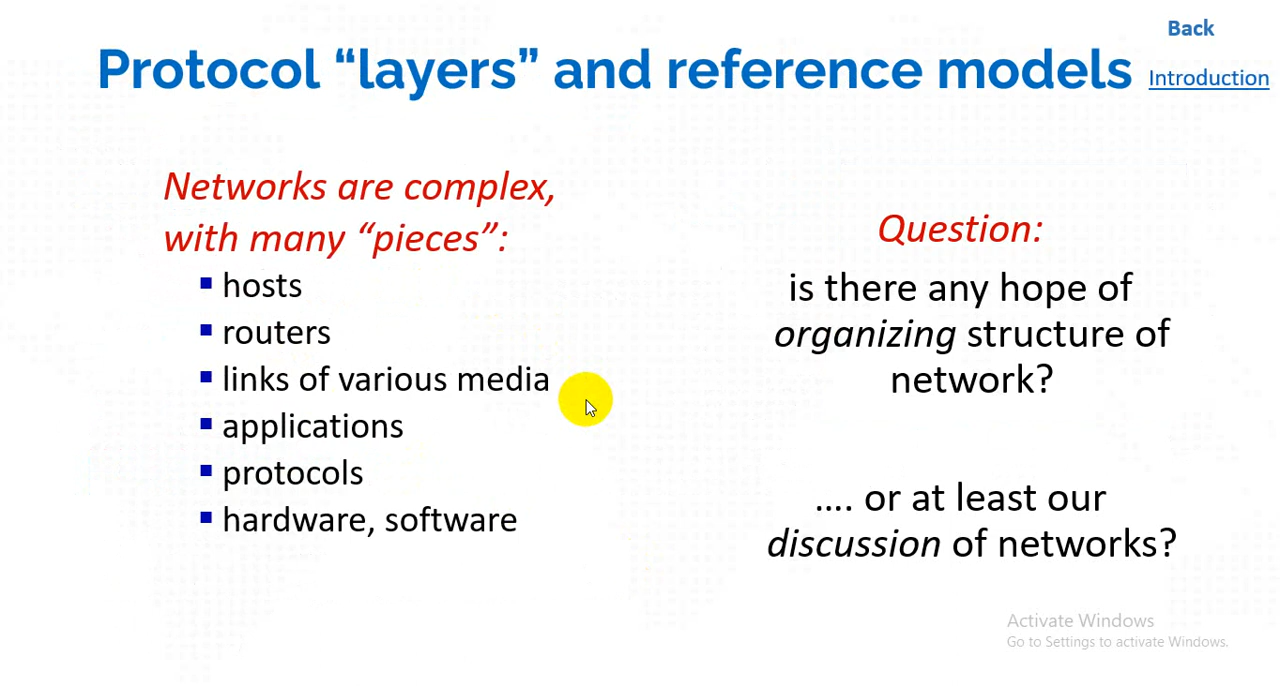 Back
Protocol “layers” and reference models
Introduction
Networks are complex,
with many “pieces”:
hosts
routers
links of various media
applications
protocols
hardware, software
Question:
is there any hope of
organizing structure of
network?
…. or at least our
discussion of networks?
Activate Windows
Go to Settings to activate Windows.